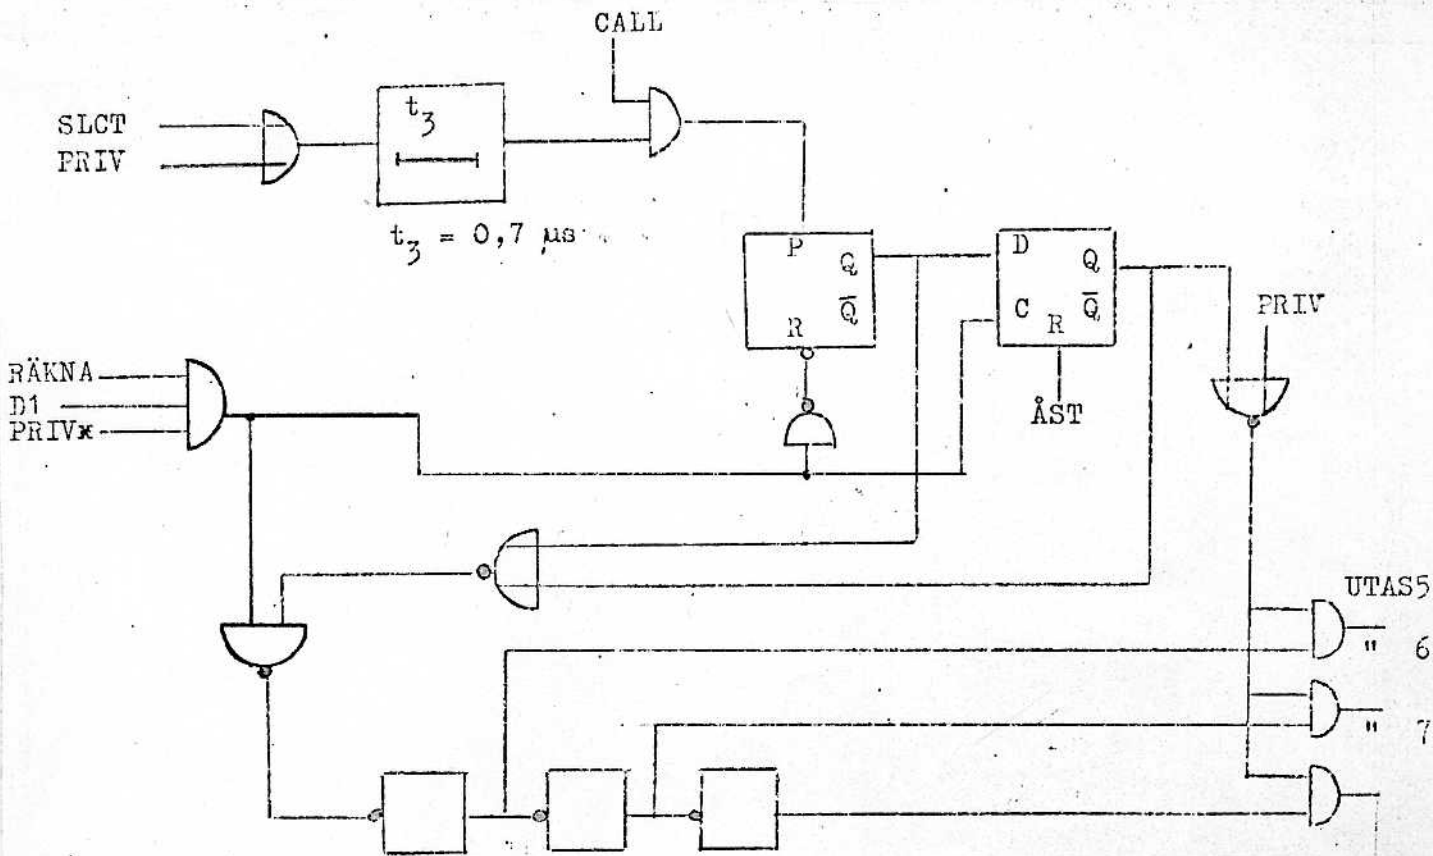 CALL
SLCT
PRIV
t3
t3 = 0,7 µs
P
Q
Q̅
R
D
Q
C
R
Q̅
PRIV
RÄKNA
D1
PRIV*
ÅST
UTAS5
" 6
" 7